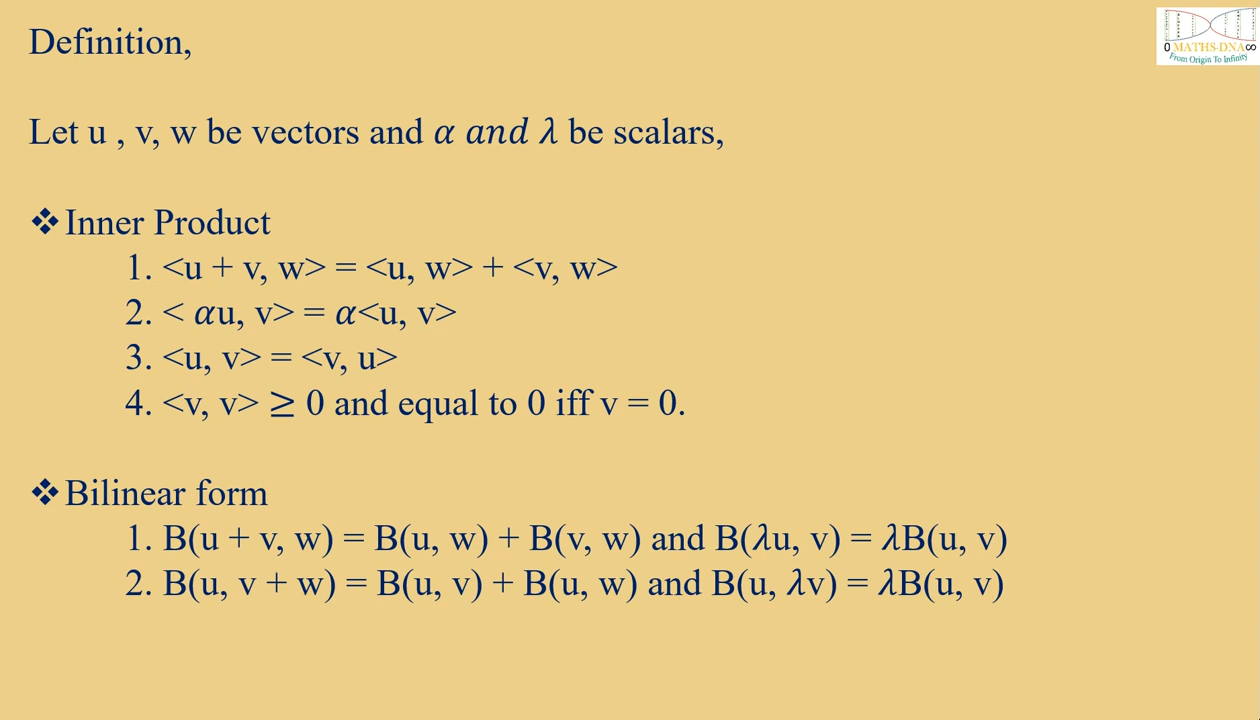 Definition,
0 MATHS-DNA∞
From Origin To Infinity
Let u , v, w be vectors and 𝛼 𝑎𝑛𝑑 𝜆 be scalars,
❖Inner Product
1. <u + v, w> = <u, w> + <v, w>
2. < 𝛼u, v> = 𝛼<u, v>
3. <u, v> = <v, u>
4. <v, v> ≥ 0 and equal to 0 iff v = 0.
❖Bilinear form
1. B(u + v, w) = B(u, w) + B(v, w) and B(𝜆u, v) = 𝜆B(u, v)
2. B(u, v + w) = B(u, v) + B(u, w) and B(u, 𝜆v) = 𝜆B(u, v)